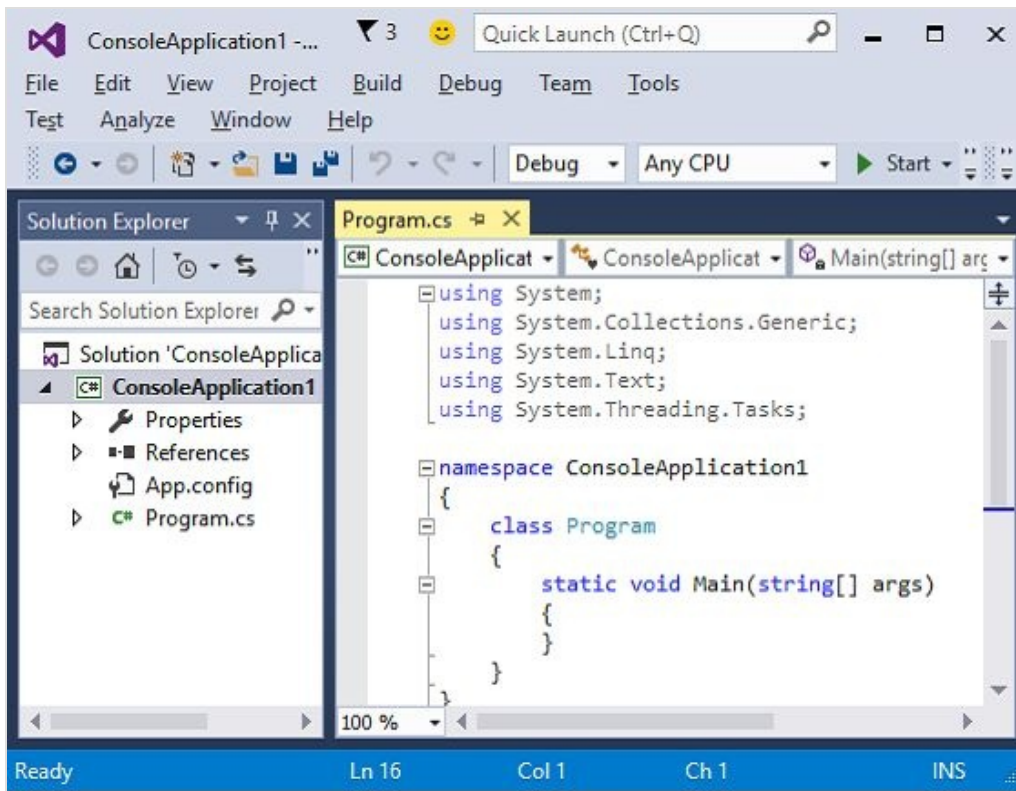 ConsoleApplication1 -... 3 Quick Launch (Ctrl+Q)
File Edit View Project Build Debug Team Tools
Test Analyze Window Help
Debug Any CPU Start
Solution Explorer
Search Solution Explorer
Solution 'ConsoleApplica
C# ConsoleApplication1
Properties
References
App.config
C# Program.cs
Program.cs
C# ConsoleApplicat ConsoleApplicat Main(string[] arg
using System;
using System.Collections.Generic;
using System.Linq;
using System.Text;
using System.Threading.Tasks;
namespace ConsoleApplication1
{
class Program
{
static void Main(string[] args)
{
}
}
}
100 %
Ready Ln 16 Col 1 Ch 1 INS